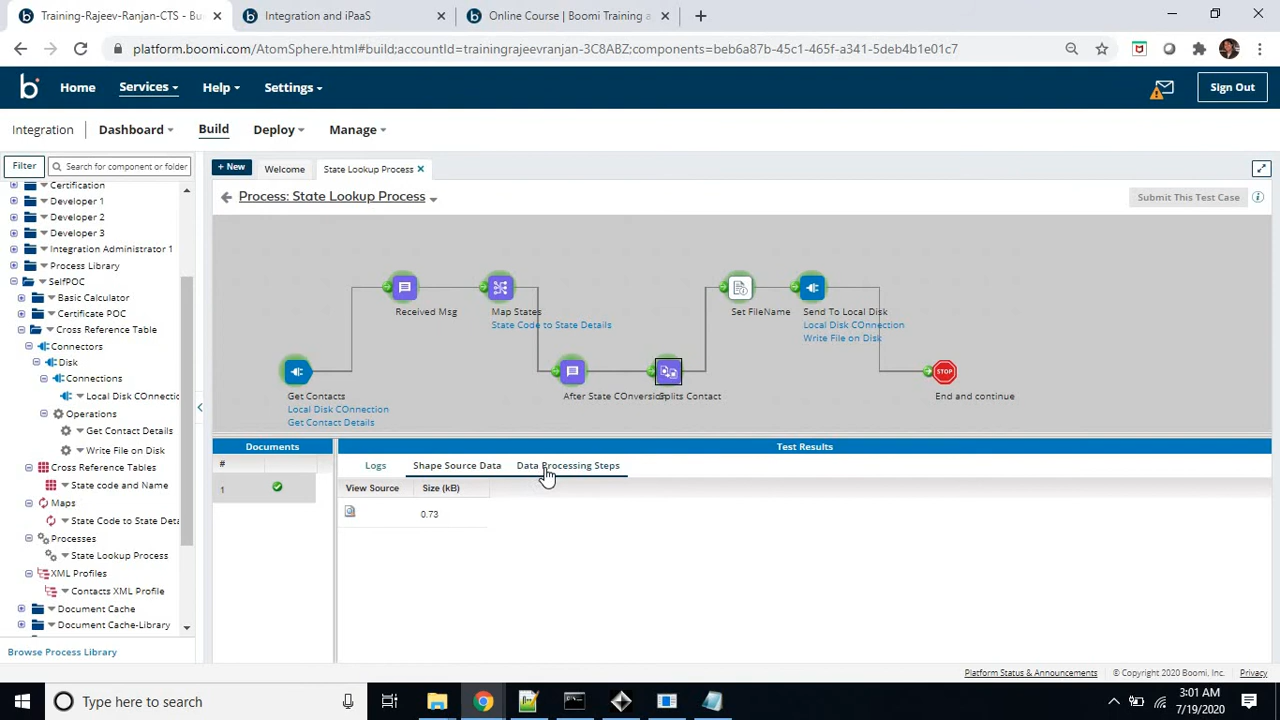 Training-Rajeev-Ranjan-CTS - Bu
Integration and iPaaS
Online Course | Boomi Training a
platform.boomi.com/AtomSphere.html#build;accountId=trainingrajeevranjan-3C8ABZ;components=beb6a87b-45c1-465f-a341-5deb4b1e01c7
Home
Services
Help
Settings
Sign Out
Integration
Dashboard
Build
Deploy
Manage
Filter
Search for component or folder
+ New
Welcome
State Lookup Process
Process: State Lookup Process
Submit This Test Case
Certification
Developer 1
Developer 2
Developer 3
Integration Administrator 1
Process Library
SelfPOC
Basic Calculator
Certificate POC
Cross Reference Table
Connectors
Disk
Connections
Local Disk COnnectic
Operations
Get Contact Details
Write File on Disk
Cross Reference Tables
State code and Name
Maps
State Code to State Deta
Processes
State Lookup Process
XML Profiles
Contacts XML Profile
Document Cache
Document Cache-Library
Browse Process Library
Received Msg
Map States
State Code to State Details
Set FileName
Send To Local Disk
Local Disk COnnection
Write File on Disk
Get Contacts
Local Disk COnnection
Get Contact Details
After State COnversion
Splits Contact
STOP
End and continue
Documents
#
1
Test Results
Logs
Shape Source Data
Data Processing Steps
View Source
Size (kB)
0.73
Platform Status & Announcements
© Copyright 2020 Boomi, Inc.
Privacy
Type here to search
3:01 AM
7/19/2020